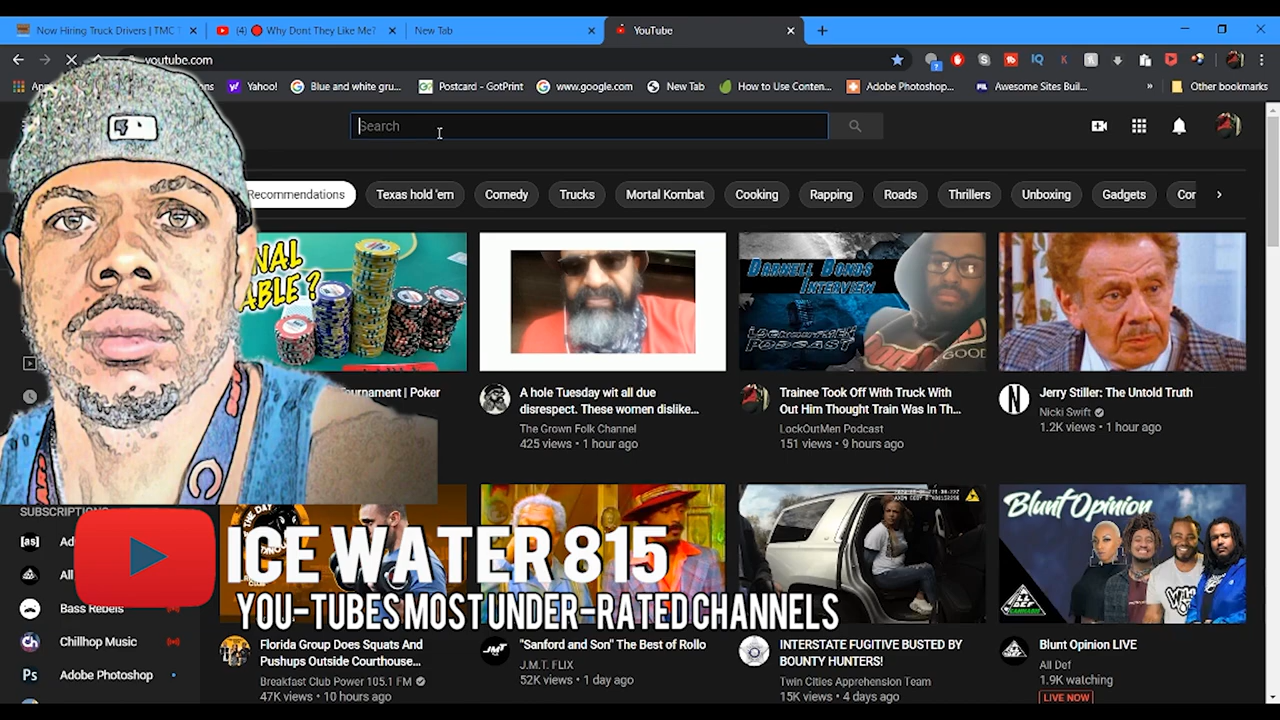 Now Hiring Truck Drivers | TMC
(4) Why Dont They Like Me?
New Tab
YouTube
youtube.com
Yahoo!
Blue and white gru...
Postcard - GotPrint
www.google.com
New Tab
How to Use Conten...
Adobe Photoshop...
Awesome Sites Buil...
Other bookmarks
Search
Recommendations
Texas hold 'em
Comedy
Trucks
Mortal Kombat
Cooking
Rapping
Roads
Thrillers
Unboxing
Gadgets
DARNELL BONDS
INTERVIEW
LOCKOUTMEN
PODCAST
GOOD
| Poker
A hole Tuesday wit all due
disrespect. These women dislike...
The Grown Folk Channel
425 views • 1 hour ago
Trainee Took Off With Truck With
Out Him Thought Train Was In Th...
LockOutMen Podcast
151 views • 9 hours ago
Jerry Stiller: The Untold Truth
Nicki Swift
1.2K views • 1 hour ago
SUBSCRIPTIONS
[as]
All
Bass Rebels
Chillhop Music
Ps Adobe Photoshop
ICE WATER 815
YOU-TUBES MOST UNDER-RATED CHANNELS
Blunt Opinion
Florida Group Does Squats And
Pushups Outside Courthouse...
Breakfast Club Power 105.1 FM
47K views • 10 hours ago
JMT
"Sanford and Son" The Best of Rollo
J.M.T. FLIX
52K views • 1 day ago
INTERSTATE FUGITIVE BUSTED BY
BOUNTY HUNTERS!
Twin Cities Apprehension Team
15K views • 4 days ago
Blunt Opinion LIVE
All Def
1.9K watching
LIVE NOW